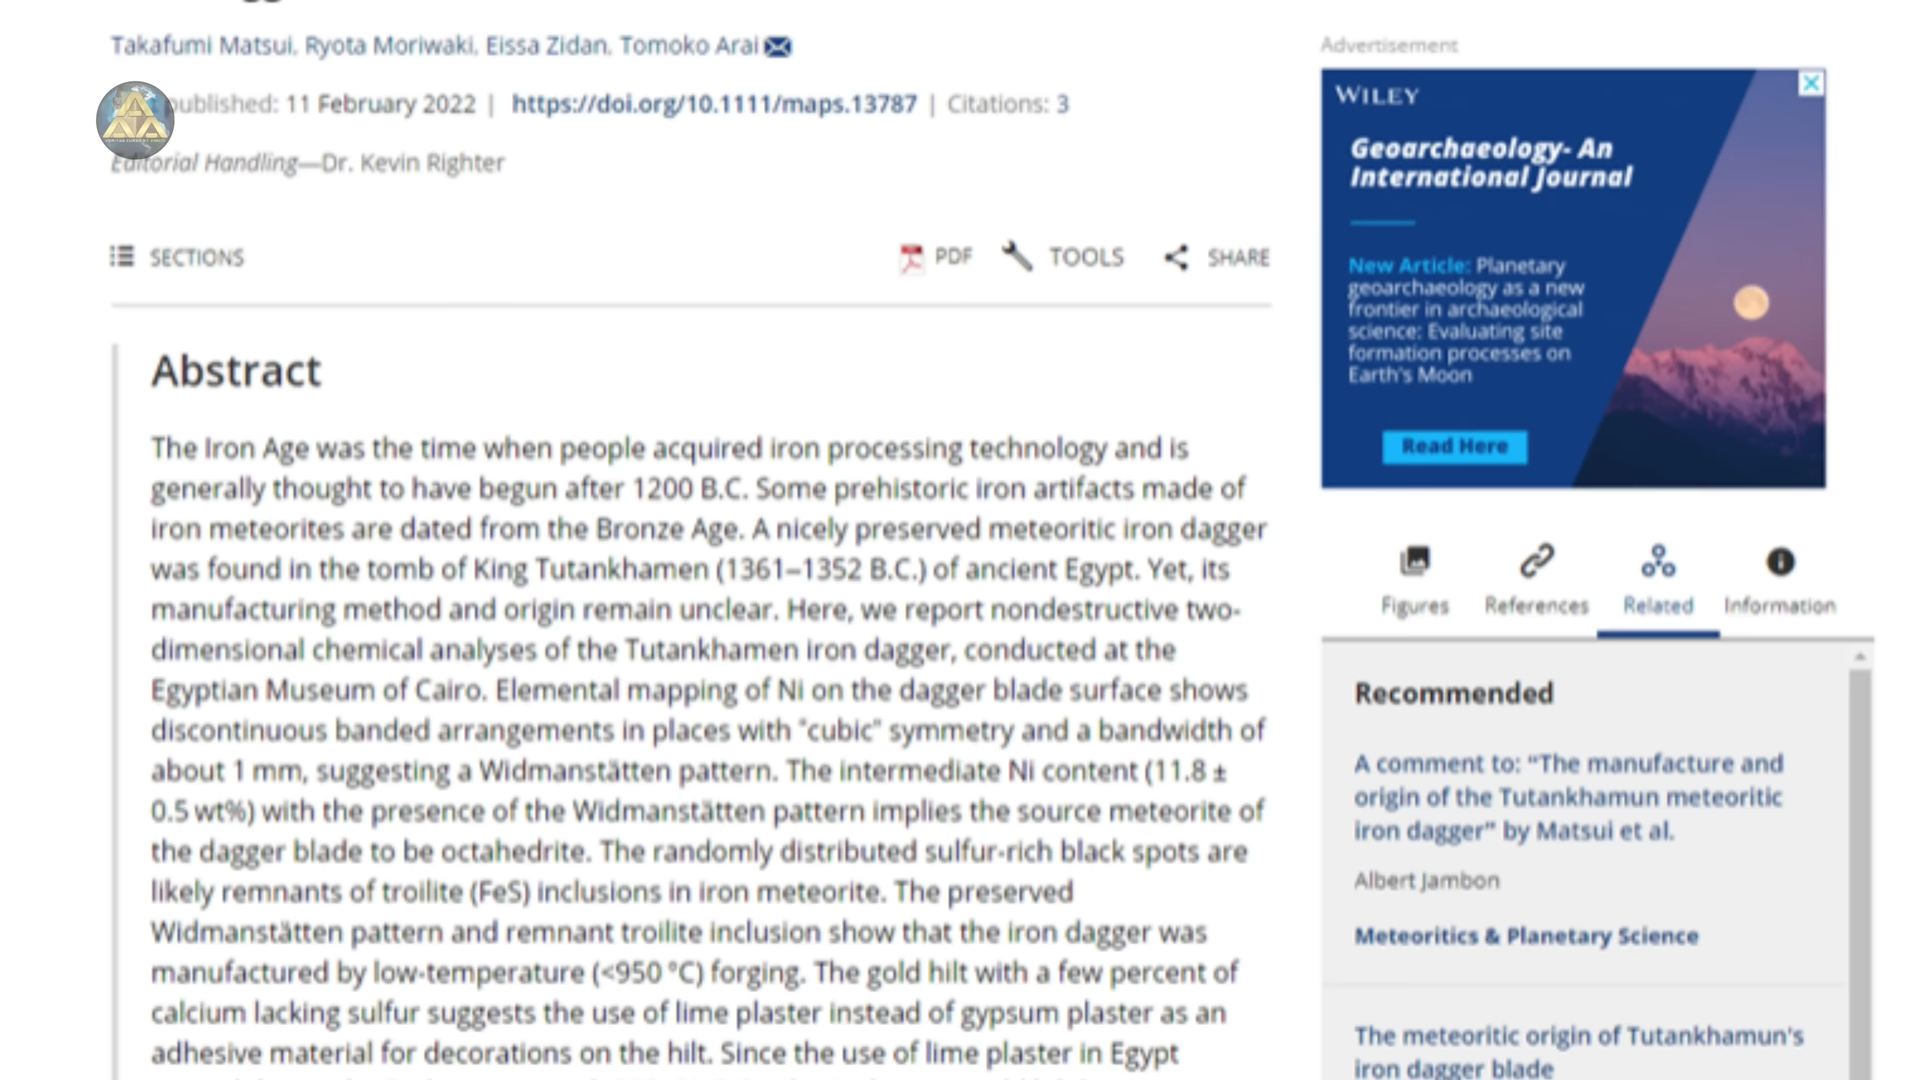 Takafumi Matsui, Ryota Moriwaki, Eissa Zidan, Tomoko Arai
published: 11 February 2022 | https://doi.org/10.1111/maps.13787 | Citations: 3
Editorial Handling—Dr. Kevin Righter
SECTIONS
PDF
TOOLS
SHARE
Abstract
The Iron Age was the time when people acquired iron processing technology and is
generally thought to have begun after 1200 B.C. Some prehistoric iron artifacts made of
iron meteorites are dated from the Bronze Age. A nicely preserved meteoritic iron dagger
was found in the tomb of King Tutankhamen (1361–1352 B.C.) of ancient Egypt. Yet, its
manufacturing method and origin remain unclear. Here, we report nondestructive two-
dimensional chemical analyses of the Tutankhamen iron dagger, conducted at the
Egyptian Museum of Cairo. Elemental mapping of Ni on the dagger blade surface shows
discontinuous banded arrangements in places with "cubic" symmetry and a bandwidth of
about 1 mm, suggesting a Widmanstätten pattern. The intermediate Ni content (11.8 ±
0.5 wt%) with the presence of the Widmanstätten pattern implies the source meteorite of
the dagger blade to be octahedrite. The randomly distributed sulfur-rich black spots are
likely remnants of troilite (FeS) inclusions in iron meteorite. The preserved
Widmanstätten pattern and remnant troilite inclusion show that the iron dagger was
manufactured by low-temperature (<950 °C) forging. The gold hilt with a few percent of
calcium lacking sulfur suggests the use of lime plaster instead of gypsum plaster as an
adhesive material for decorations on the hilt. Since the use of lime plaster in Egypt
Advertisement
WILEY
Geoarchaeology- An
International Journal
New Article: Planetary
geoarchaeology as a new
frontier in archaeological
science: Evaluating site
formation processes on
Earth's Moon
Read Here
Figures
References
Related
Information
Recommended
A comment to: "The manufacture and
origin of the Tutankhamun meteoritic
iron dagger" by Matsui et al.
Albert Jambon
Meteoritics & Planetary Science
The meteoritic origin of Tutankhamun's
iron dagger blade